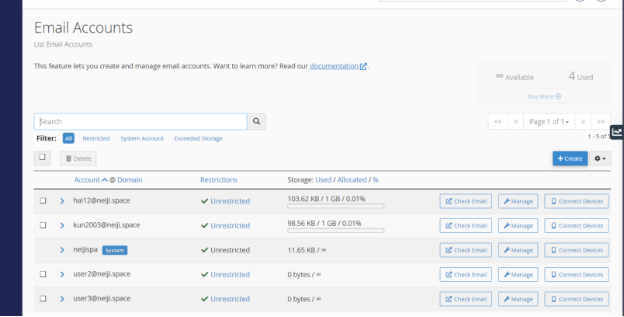 Email Accounts
List Email Accounts
This feature lets you create and manage email accounts. Want to learn more? Read our documentation.
∞ Available 4 Used
Buy More
Search
<< < Page 1 of 1 > >>
Filter: All Restricted System Account Exceeded Storage
1 - 5 of
Delete
+ Create
Account @ Domain Restrictions Storage: Used / Allocated / %
hai12@neiji.space Unrestricted 103.62 KB / 1 GB / 0.01% Check Email Manage Connect Devices
kun2003@neiji.space Unrestricted 98.56 KB / 1 GB / 0.01% Check Email Manage Connect Devices
neijispa System Unrestricted 11.65 KB / ∞ Check Email Manage Connect Devices
user2@neiji.space Unrestricted 0 bytes / ∞ Check Email Manage Connect Devices
user3@neiji.space Unrestricted 0 bytes / ∞ Check Email Manage Connect Devices